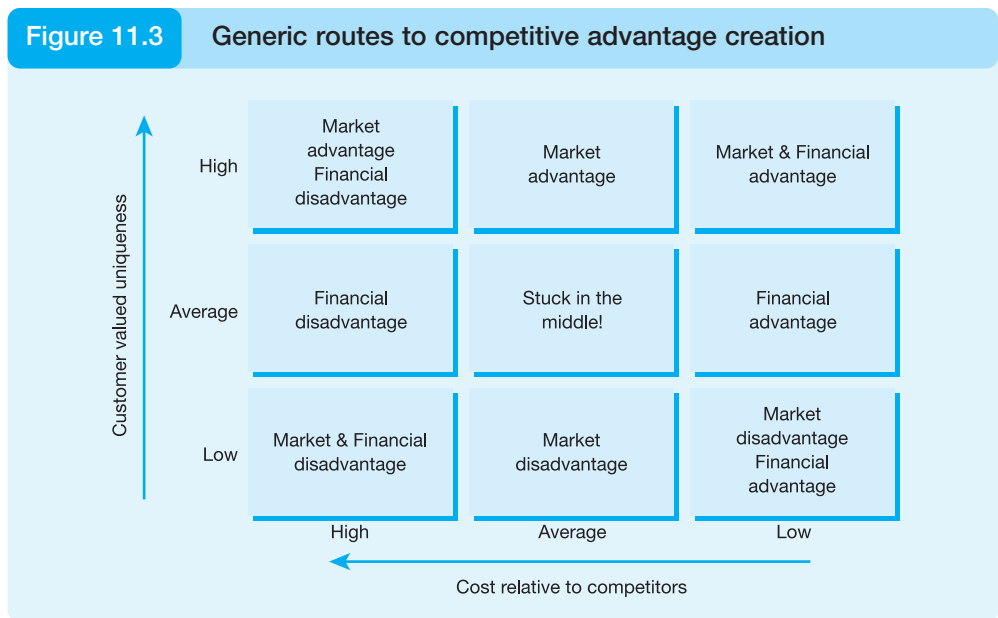 Figure 11.3
Generic routes to competitive advantage creation
Customer valued uniqueness
High
Market
advantage
Financial
disadvantage
Market
advantage
Market & Financial
advantage
Average
Financial
disadvantage
Stuck in the
middle!
Financial
advantage
Low
Market & Financial
disadvantage
Market
disadvantage
Market
disadvantage
Financial
advantage
High
Average
Low
Cost relative to competitors